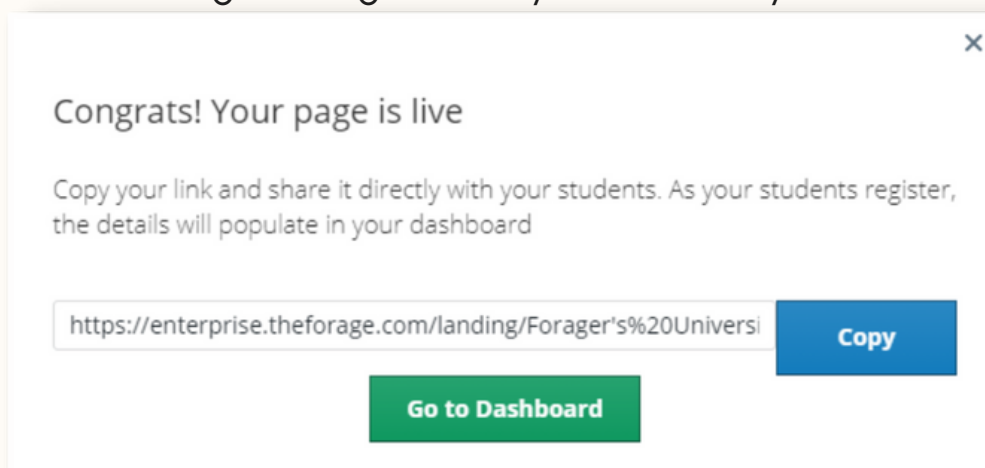 Congrats! Your page is live
Copy your link and share it directly with your students. As your students register,
the details will populate in your dashboard
https://enterprise.theforage.com/landing/Forager's%20Universi
Copy
Go to Dashboard